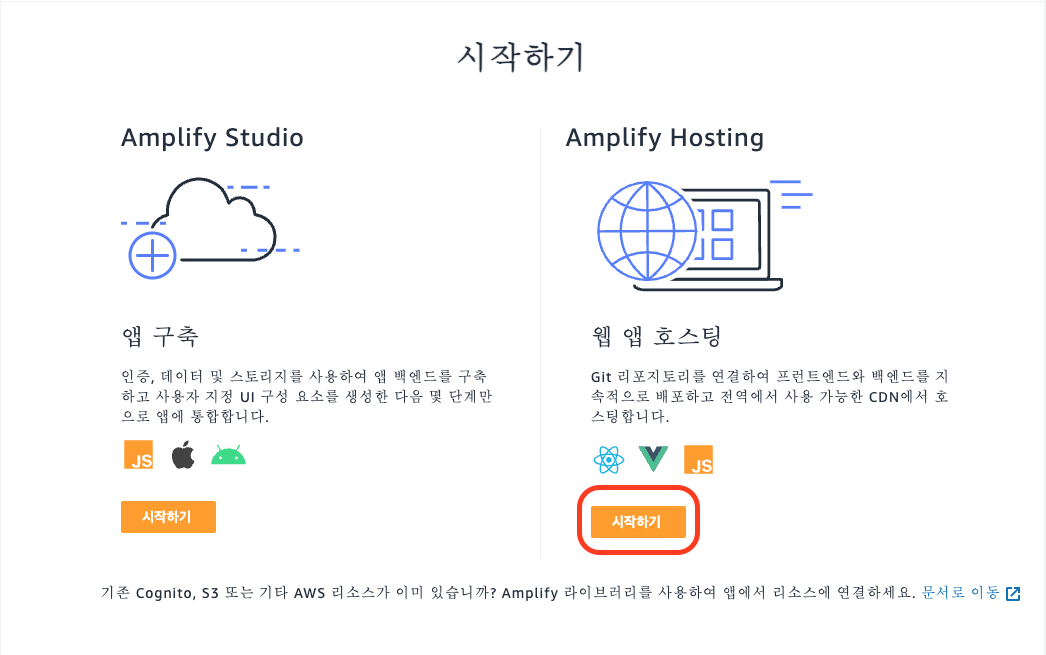 시작하기
Amplify Studio
앱 구축
인증, 데이터 및 스토리지를 사용하여 앱 백엔드를 구축
하고 사용자 지정 UI 구성 요소를 생성한 다음 몇 단계만
으로 앱에 통합합니다.
JS
시작하기
Amplify Hosting
웹 앱 호스팅
Git 리포지토리를 연결하여 프런트엔드와 백엔드를 지
속적으로 배포하고 전역에서 사용 가능한 CDN에서 호
스팅합니다.
JS
시작하기
기존 Cognito, S3 또는 기타 AWS 리소스가 이미 있습니까? Amplify 라이브러리를 사용하여 앱에서 리소스에 연결하세요. 문서로 이동